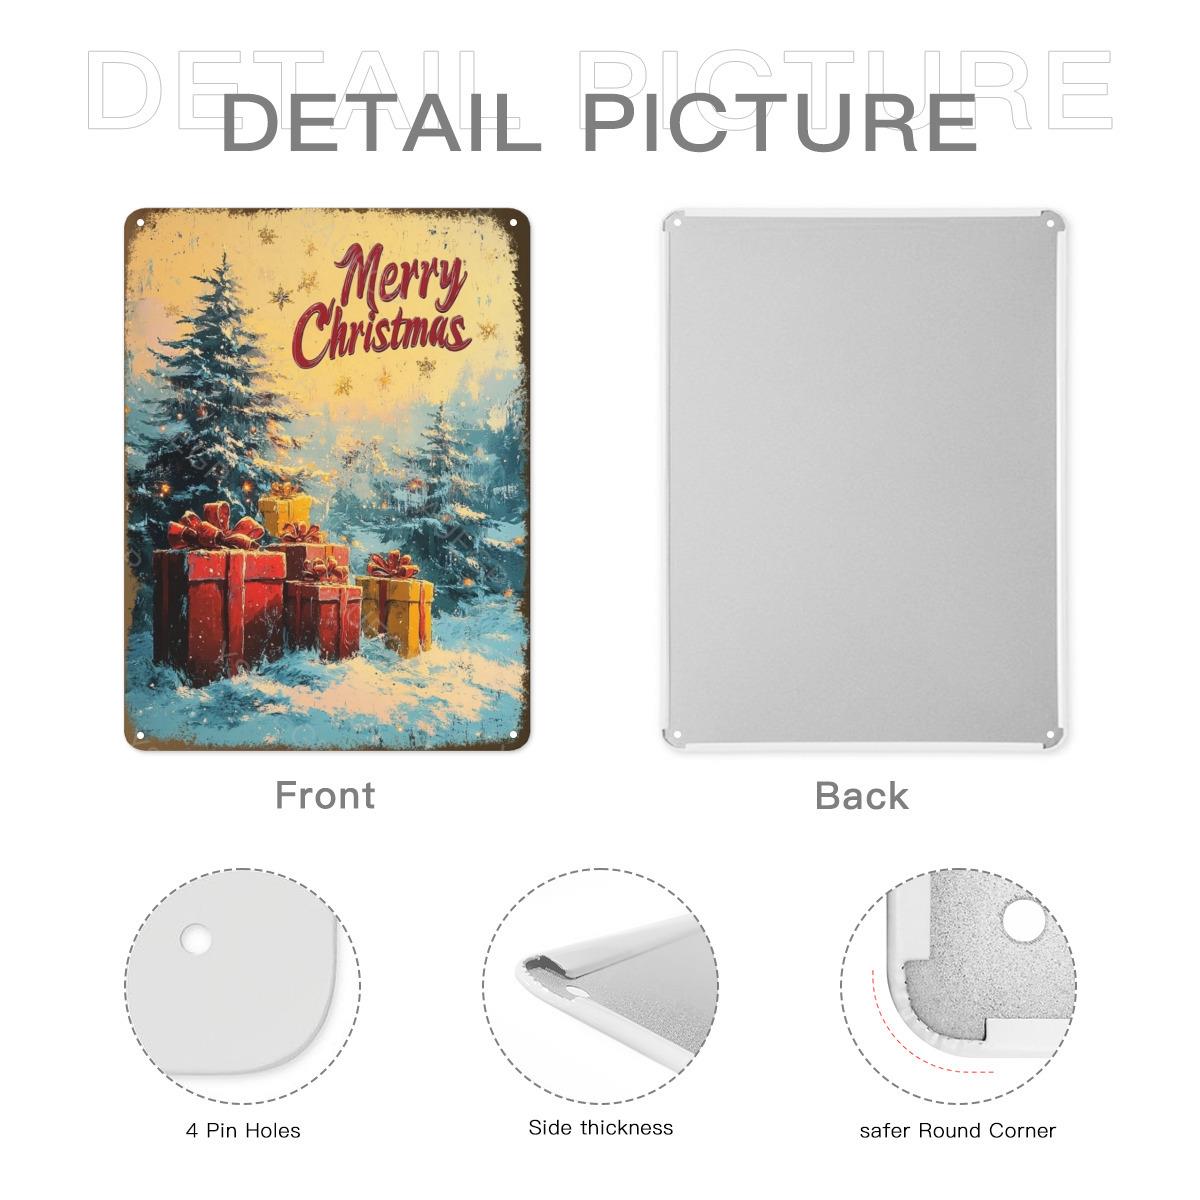 DETAIL PICTURE
DETAIL PICTURE
Merry
Christmas
Front
Back
4 Pin Holes
Side thickness
safer Round Corner